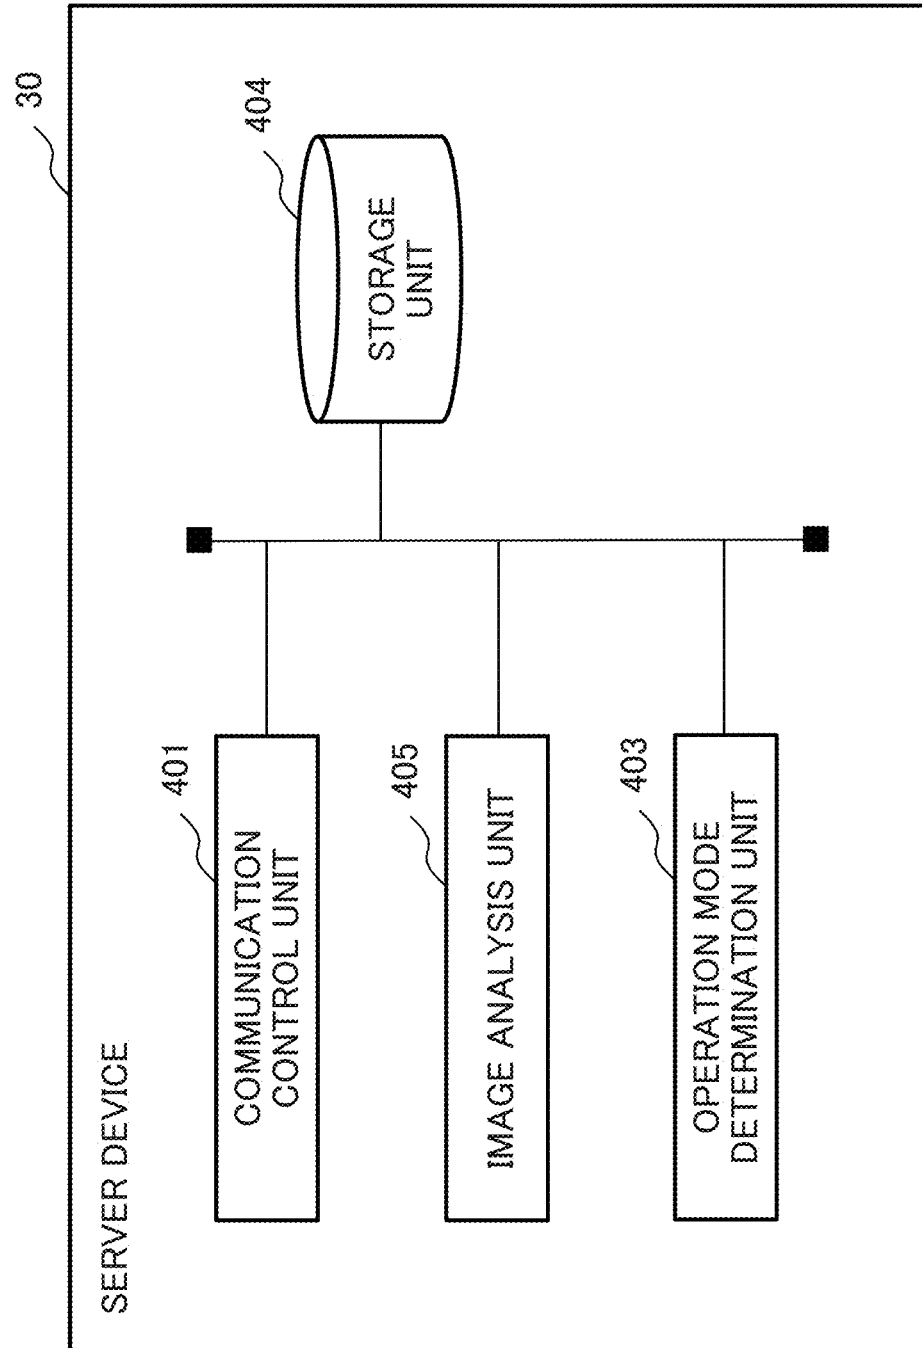 30
SERVER DEVICE
401
COMMUNICATION
CONTROL UNIT
404
STORAGE
UNIT
405
IMAGE ANALYSIS UNIT
403
OPERATION MODE
DETERMINATION UNIT